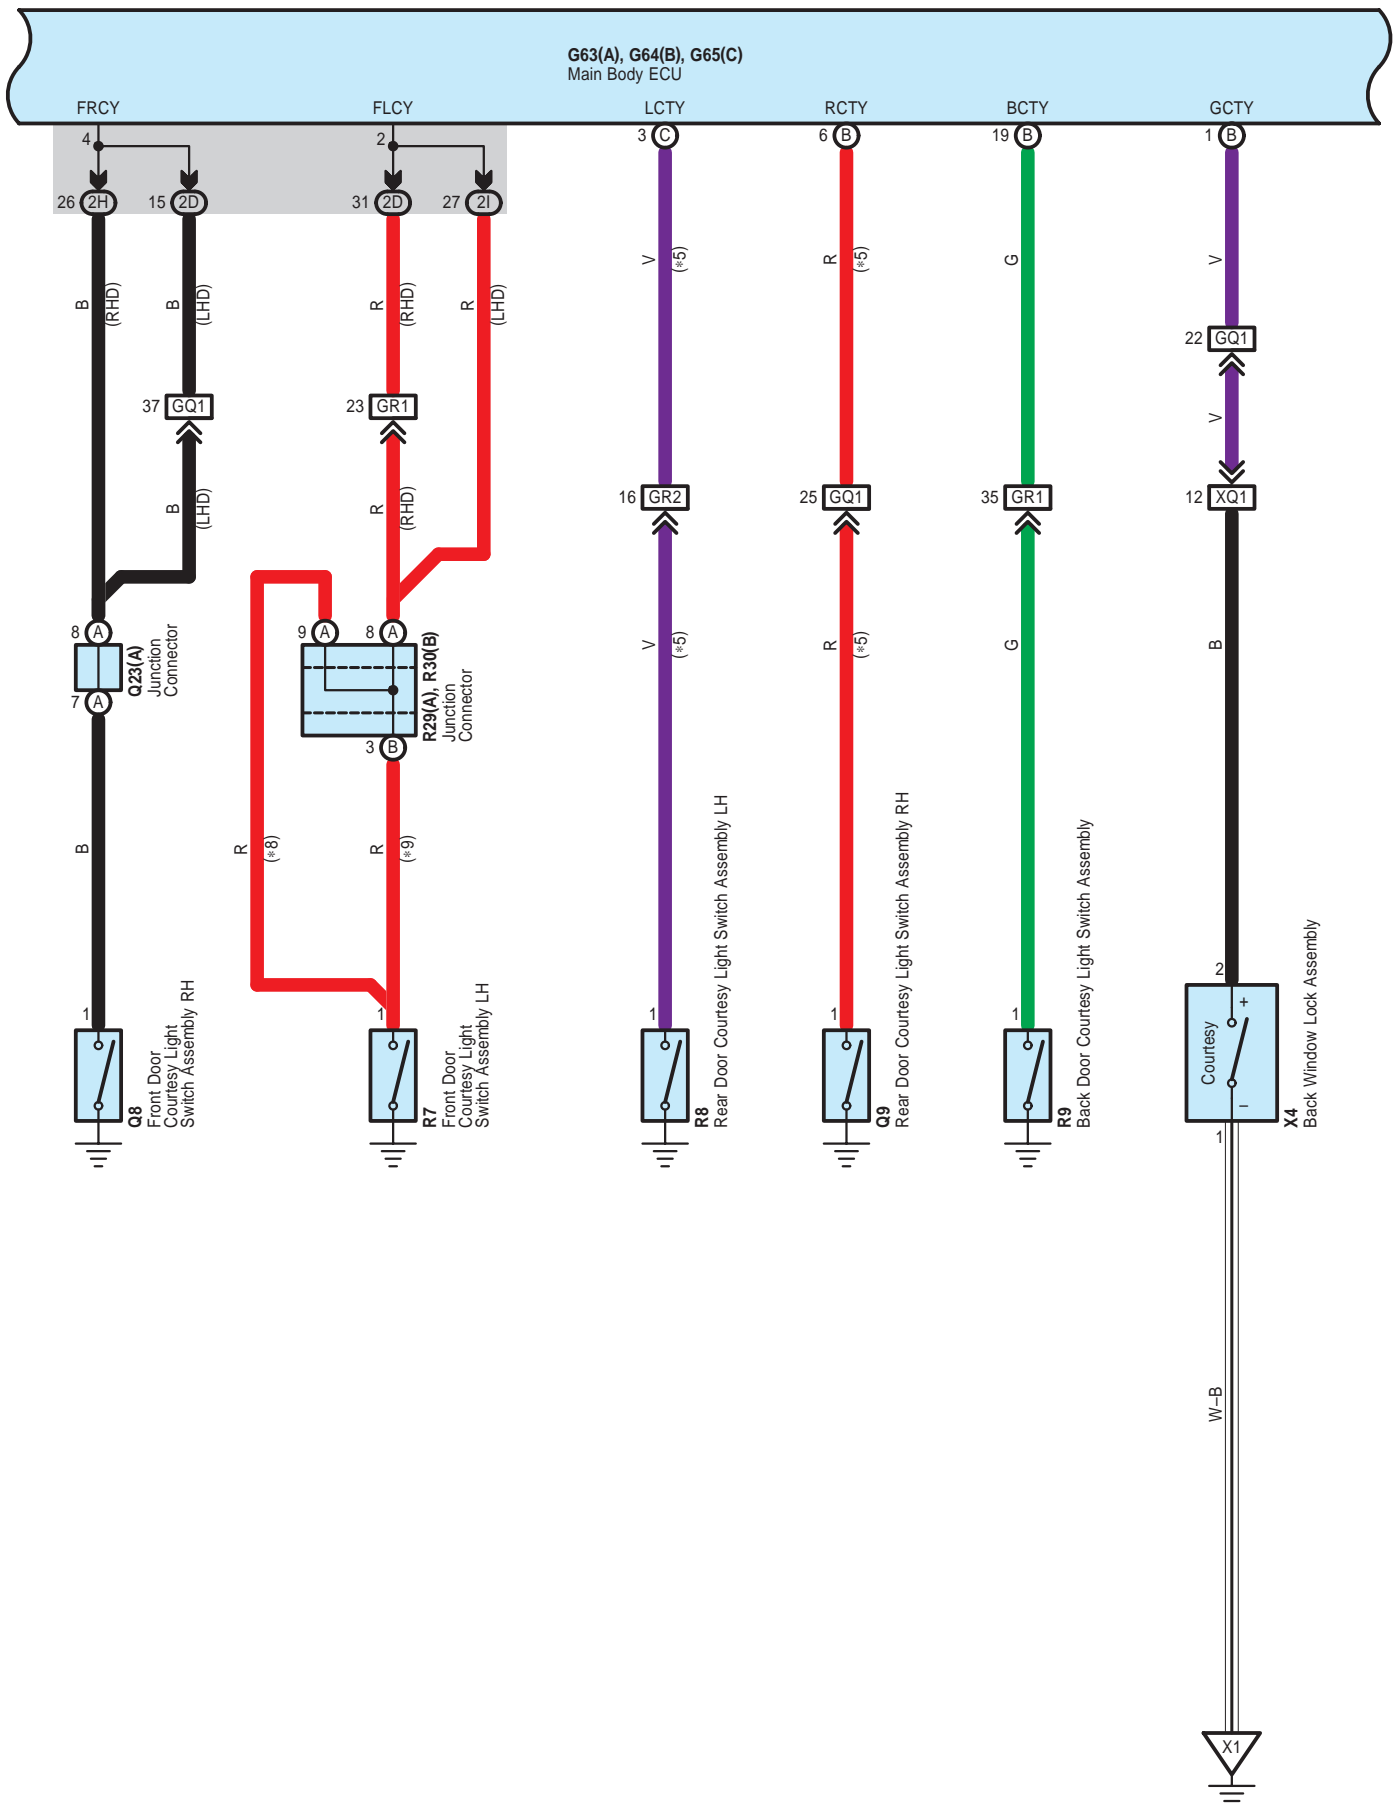 G63(A), G64(B), G65(C)
Main Body ECU
FRCY FLCY LCTY RCTY BCTY GCTY
4 2 3 C 6 B 19 B 1 B
26 2H 15 2D 31 2D 27 2I
B (RHD) B (LHD) R (RHD) R (LHD) V (*5) R (*5) G V
22 GQ1
37 GQ1 23 GR1
V
B (LHD) R (RHD)
16 GR2 25 GQ1 35 GR1 12 XQ1
8 A 9 A 8 A
Q23(A)
Junction
Connector
R29(A), R30(B)
Junction
Connector
V (*5) R (*5) G B
7 A 3 B
B R (*8) R (*9)
2
1 1 1 1 1
Q8
Front Door
Courtesy Light
Switch Assembly RH
R7
Front Door
Courtesy Light
Switch Assembly LH
R8
Rear Door Courtesy Light Switch Assembly LH
Q9
Rear Door Courtesy Light Switch Assembly RH
R9
Back Door Courtesy Light Switch Assembly
Courtesy
+
−
X4
Back Window Lock Assembly
1
W−B
X1